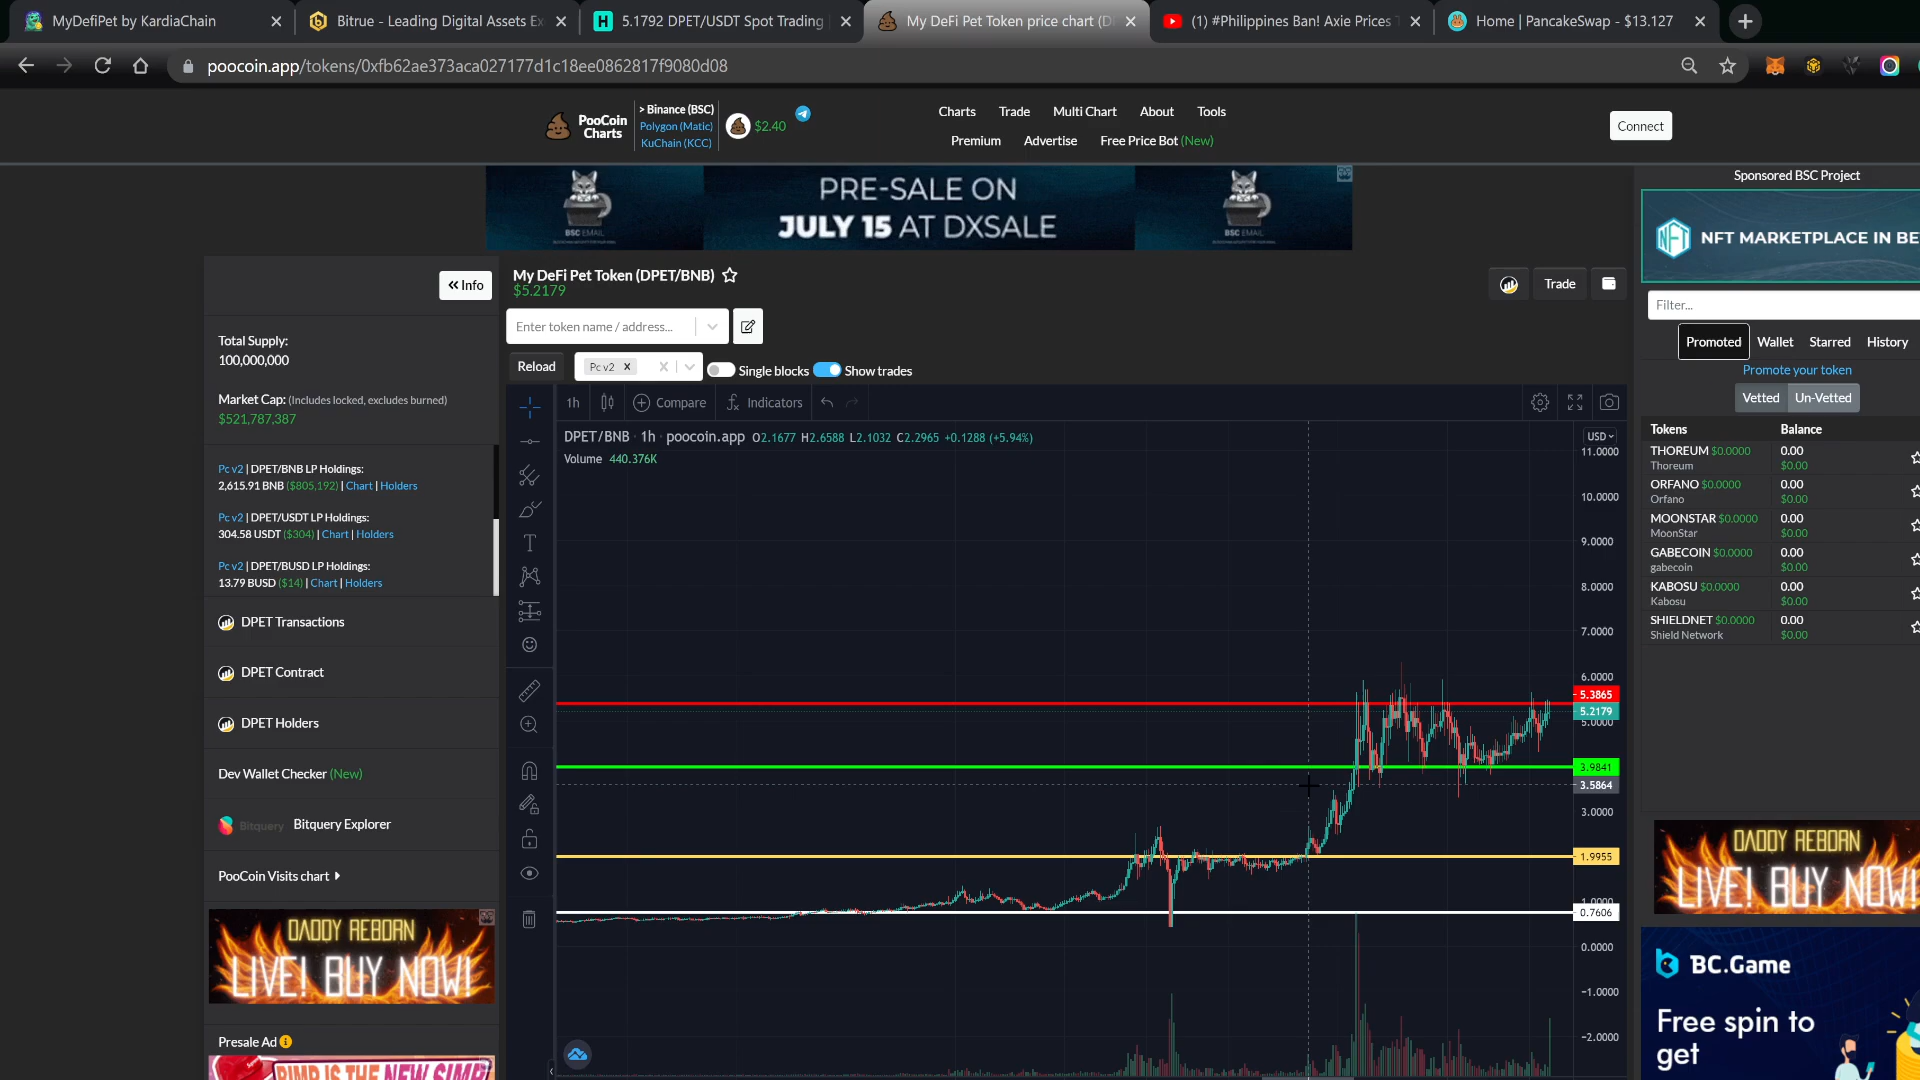 MyDefiPet by KardiaChain
Bitrue - Leading Digital Assets Ex
5.1792 DPET/USDT Spot Trading
My DeFi Pet Token price chart (D
(1) #Philippines Ban! Axie Prices
Home | PancakeSwap - $13.127
poocoin.app/tokens/0xfb62ae373aca027177d1c18ee0862817f9080d08
PooCoin
Charts
> Binance (BSC)
Polygon (Matic)
KuChain (KCC)
$2.40
Charts Trade Multi Chart About Tools
Premium Advertise Free Price Bot (New)
Connect
BSC EMAIL
PRE-SALE ON
JULY 15 AT DXSALE
BSC EMAIL
Sponsored BSC Project
NFT
NFT MARKETPLACE IN BE
« Info
My DeFi Pet Token (DPET/BNB)
$5.2179
Trade
Enter token name / address...
Reload
Pc v2
Single blocks
Show trades
Total Supply:
100,000,000
Market Cap: (Includes locked, excludes burned)
$521,787,387
Pc v2 | DPET/BNB LP Holdings:
2,615.91 BNB ($805,192) | Chart | Holders
Pc v2 | DPET/USDT LP Holdings:
304.58 USDT ($304) | Chart | Holders
Pc v2 | DPET/BUSD LP Holdings:
13.79 BUSD ($14) | Chart | Holders
DPET Transactions
DPET Contract
DPET Holders
Dev Wallet Checker (New)
Bitquery
Bitquery Explorer
PooCoin Visits chart
DADDY REBORN
LIVE! BUY NOW!
Presale Ad
PIMP IS THE NEW SIMP
1h
Compare
Indicators
DPET/BNB · 1h · poocoin.app O2.1677 H2.6588 L2.1032 C2.2965 +0.1288 (+5.94%)
Volume 440.376K
USD
11.0000
10.0000
9.0000
8.0000
7.0000
6.0000
5.3865
5.2179
5.0000
3.9841
3.5864
3.0000
1.9955
1.0000
0.7606
0.0000
-1.0000
-2.0000
Filter...
Promoted Wallet Starred History
Promote your token
Vetted Un-Vetted
Tokens Balance
THOREUM $0.0000 0.00
Thoreum $0.00
ORFANO $0.0000 0.00
Orfano $0.00
MOONSTAR $0.0000 0.00
MoonStar $0.00
GABECOIN $0.0000 0.00
gabecoin $0.00
KABOSU $0.0000 0.00
Kabosu $0.00
SHIELDNET $0.0000 0.00
Shield Network $0.00
DADDY REBORN
LIVE! BUY NOW!
BC.Game
Free spin to
get